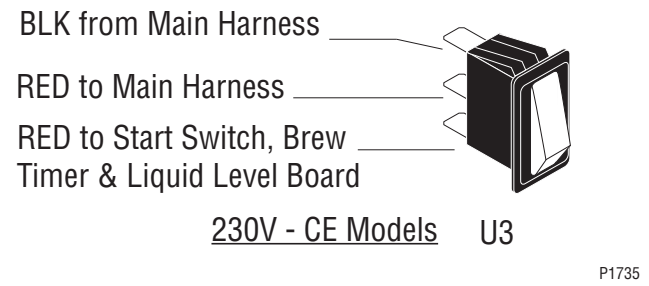 BLK from Main Harness
RED to Main Harness
RED to Start Switch, Brew
Timer & Liquid Level Board
230V - CE Models U3
P1735